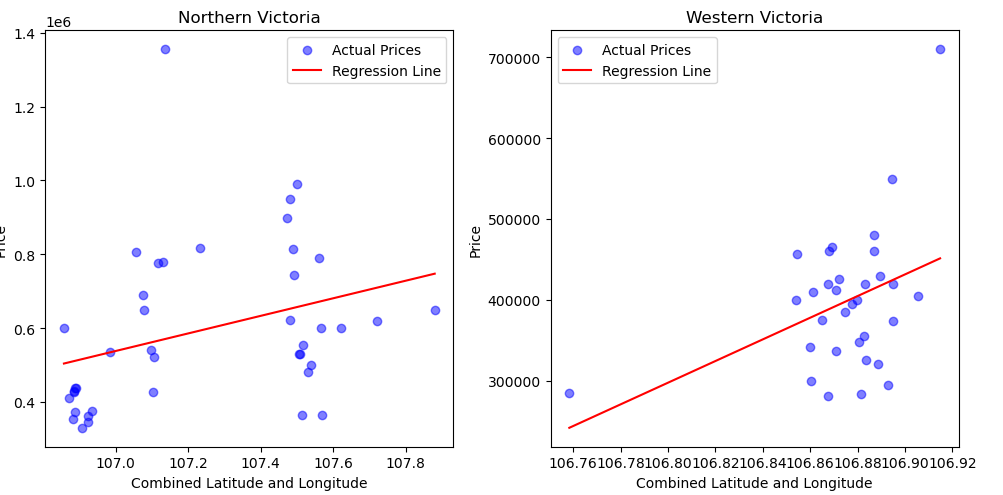 Northern Victoria
1e6
1.4
1.2
1.0
0.8
0.6
0.4
Price
Actual Prices
Regression Line
107.0 107.2 107.4 107.6 107.8
Combined Latitude and Longitude
Western Victoria
700000
600000
500000
400000
300000
Price
Actual Prices
Regression Line
106.76 106.78 106.80 106.82 106.84 106.86 106.88 106.90 106.92
Combined Latitude and Longitude